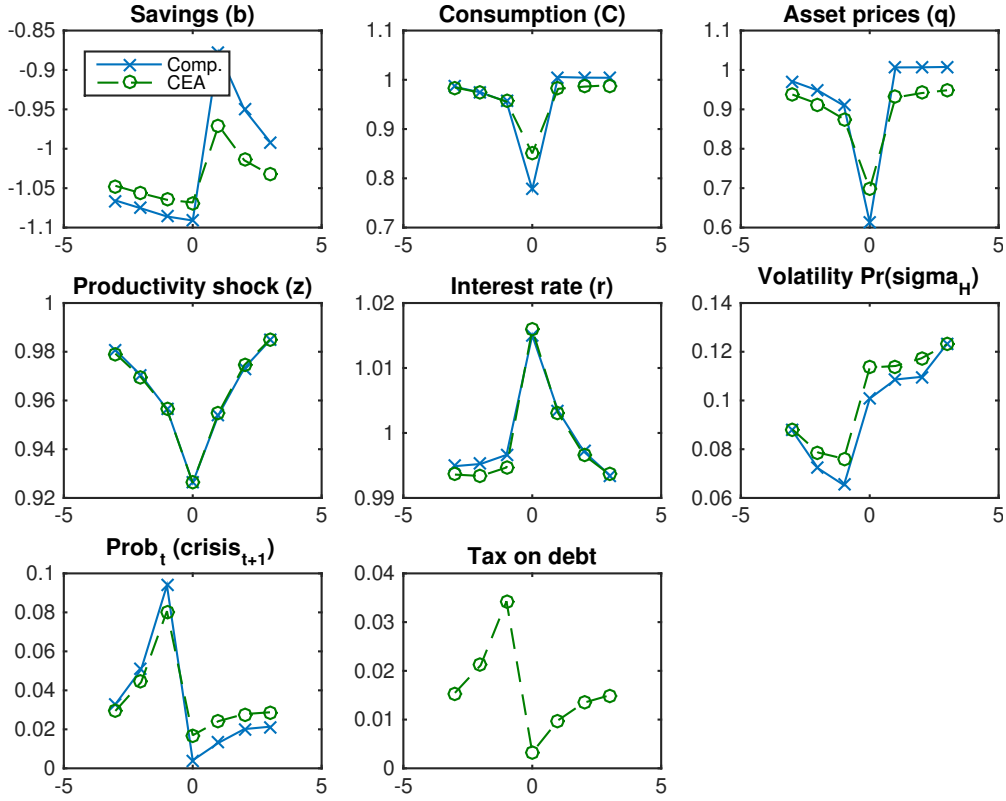 Savings (b)
-0.85
-0.9
-0.95
-1
-1.05
-1.1
-5 0 5
Comp.
CEA
Consumption (C)
1.1
1
0.9
0.8
0.7
-5 0 5
Asset prices (q)
1.1
1
0.9
0.8
0.7
0.6
-5 0 5
Productivity shock (z)
1
0.98
0.96
0.94
0.92
-5 0 5
Interest rate (r)
1.02
1.01
1
0.99
-5 0 5
Volatility Pr(sigma_H)
0.14
0.12
0.1
0.08
0.06
-5 0 5
Prob_t (crisis_t+1)
0.1
0.08
0.06
0.04
0.02
0
-5 0 5
Tax on debt
0.04
0.03
0.02
0.01
0
-5 0 5